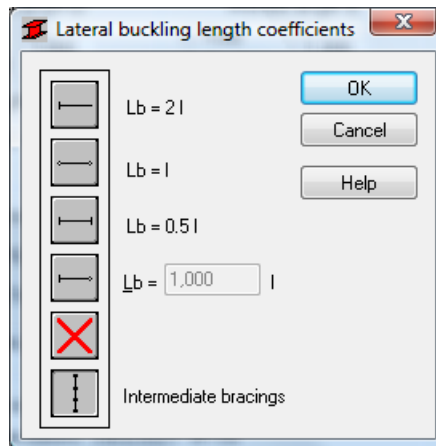 Lateral buckling length coefficients
OK
Lb = 2 l
Cancel
Lb = l
Help
Lb = 0.5 l
Lb = 1,000 l
Intermediate bracings